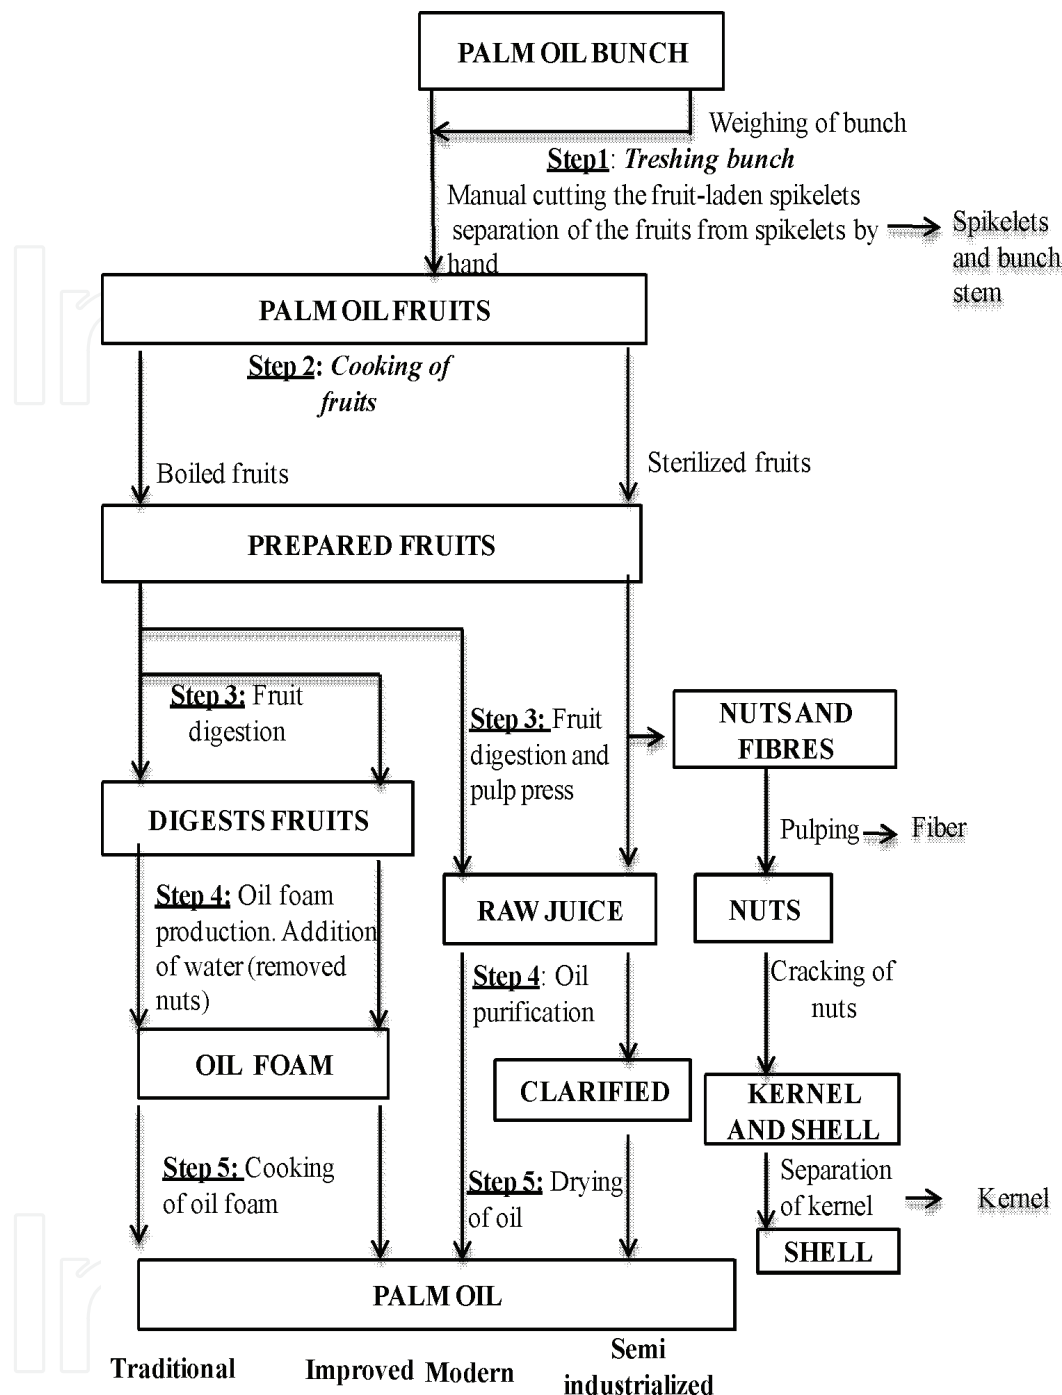 PALM OIL BUNCH
Weighing of bunch
Step1: Treshing bunch
Manual cutting the fruit-laden spikelets
separation of the fruits from spikelets by
hand
Spikelets
and bunch
stem
PALM OIL FRUITS
Step 2: Cooking of
fruits
Boiled fruits
Sterilized fruits
PREPARED FRUITS
Step 3: Fruit
digestion
Step 3: Fruit
digestion and
pulp press
NUTS AND
FIBRES
DIGESTS FRUITS
Pulping
Fiber
Step 4: Oil foam
production. Addition
of water (removed
nuts)
RAW JUICE
NUTS
Step 4: Oil
purification
Cracking of
nuts
OIL FOAM
CLARIFIED
KERNEL
AND SHELL
Step 5: Cooking
of oil foam
Step 5: Drying
of oil
Separation
of kernel
Kernel
SHELL
PALM OIL
Traditional
Improved
Modern
Semi
industrialized